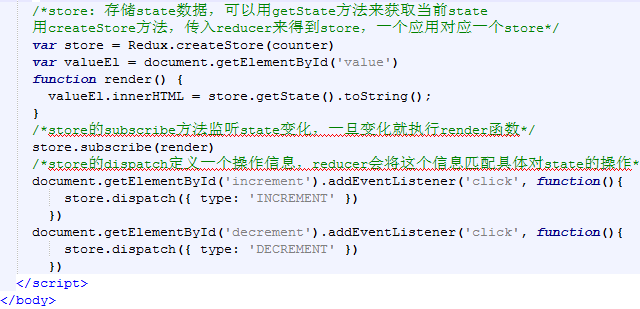 /*store：存储state数据，可以用getState方法来获取当前state
用createStore方法，传入reducer来得到store，一个应用对应一个store*/
var store = Redux.createStore(counter)
var valueEl = document.getElementById('value')
function render() {
valueEl.innerHTML = store.getState().toString();
}
/*store的subscribe方法监听state变化，一旦变化就执行render函数*/
store.subscribe(render)
/*store的dispatch定义一个操作信息，reducer会将这个信息匹配具体对state的操作*
document.getElementById('increment').addEventListener('click', function(){
store.dispatch({ type: 'INCREMENT' })
})
document.getElementById('decrement').addEventListener('click', function(){
store.dispatch({ type: 'DECREMENT' })
})
</script>
</body>